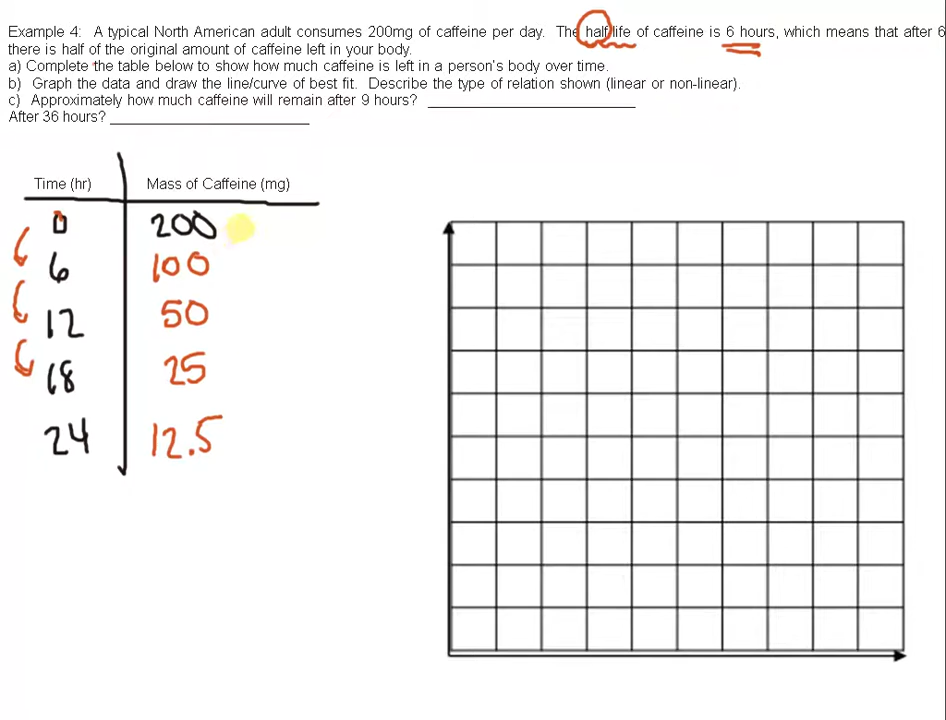 Example 4: A typical North American adult consumes 200mg of caffeine per day. The half life of caffeine is 6 hours, which means that after 6
there is half of the original amount of caffeine left in your body.
a) Complete the table below to show how much caffeine is left in a person's body over time.
b) Graph the data and draw the line/curve of best fit. Describe the type of relation shown (linear or non-linear).
c) Approximately how much caffeine will remain after 9 hours?
After 36 hours?
Time (hr) Mass of Caffeine (mg)
0 200
6 100
12 50
18 25
24 12.5